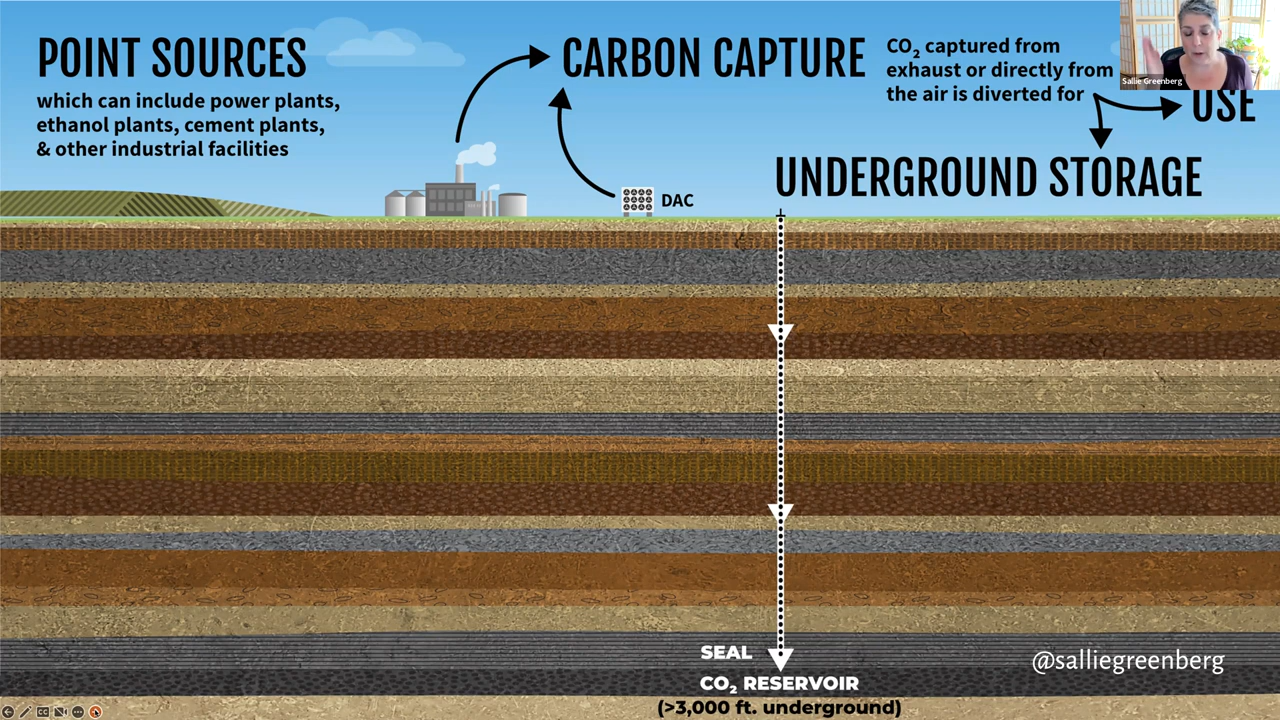 POINT SOURCES
which can include power plants,
ethanol plants, cement plants,
& other industrial facilities
CARBON CAPTURE
CO₂ captured from
exhaust or directly from
the air is diverted for
Sallie Greenberg
USE
UNDERGROUND STORAGE
DAC
SEAL
CO₂ RESERVOIR
(>3,000 ft. underground)
@salliegreenberg
CC